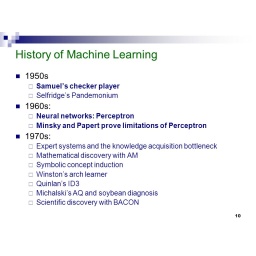 History of Machine Learning
1950s
Samuel's checker player
Selfridge's Pandemonium
1960s:
Neural networks: Perceptron
Minsky and Papert prove limitations of Perceptron
1970s:
Expert systems and the knowledge acquisition bottleneck
Mathematical discovery with AM
Symbolic concept induction
Winston's arch learner
Quinlan's ID3
Michalski's AQ and soybean diagnosis
Scientific discovery with BACON
10